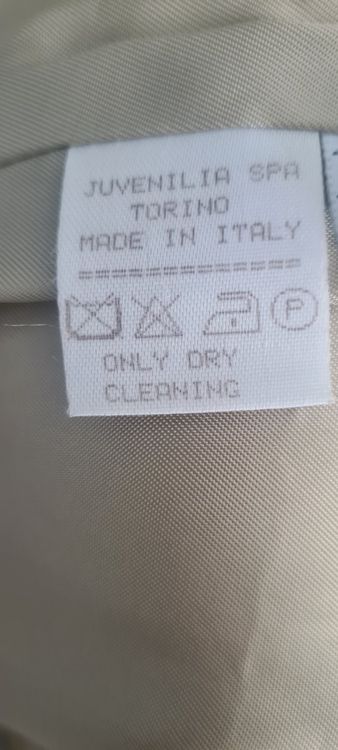 JUVENILIA SPA
TORINO
MADE IN ITALY
====================
P
ONLY DRY
CLEANING